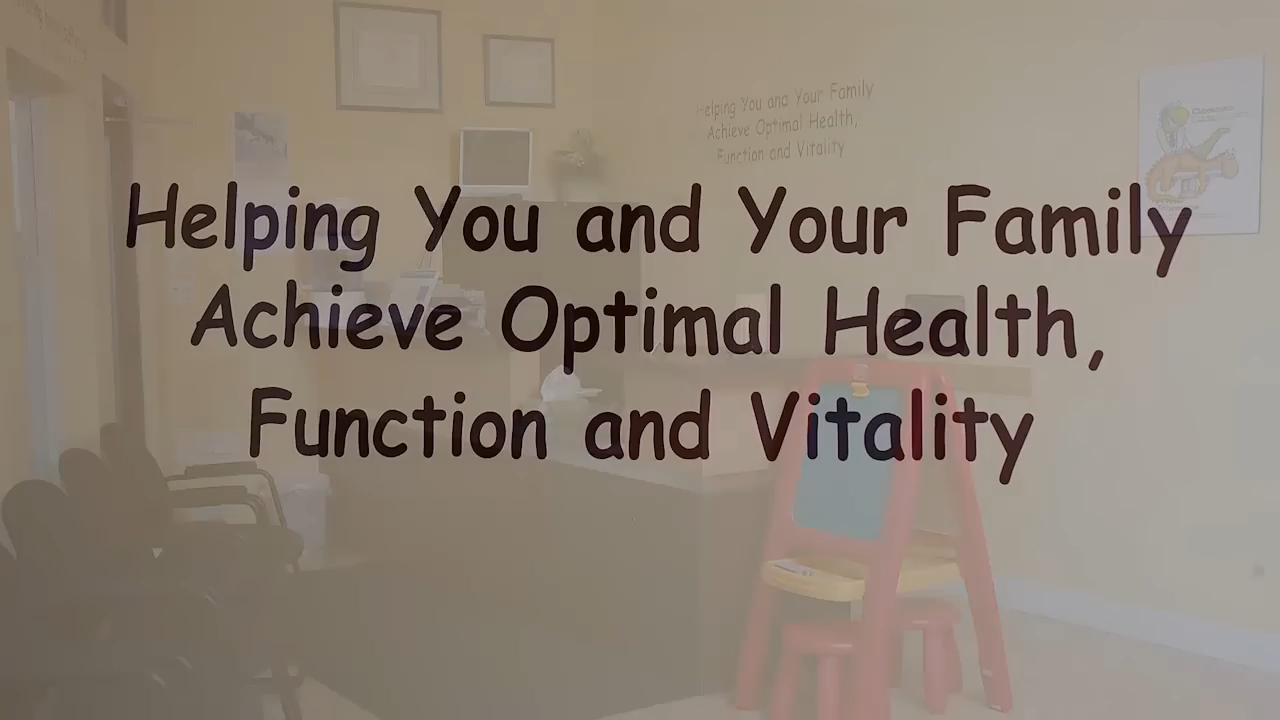 Helping You and Your Family
Achieve Optimal Health,
Function and Vitality
Helping You and Your Family
Achieve Optimal Health,
Function and Vitality